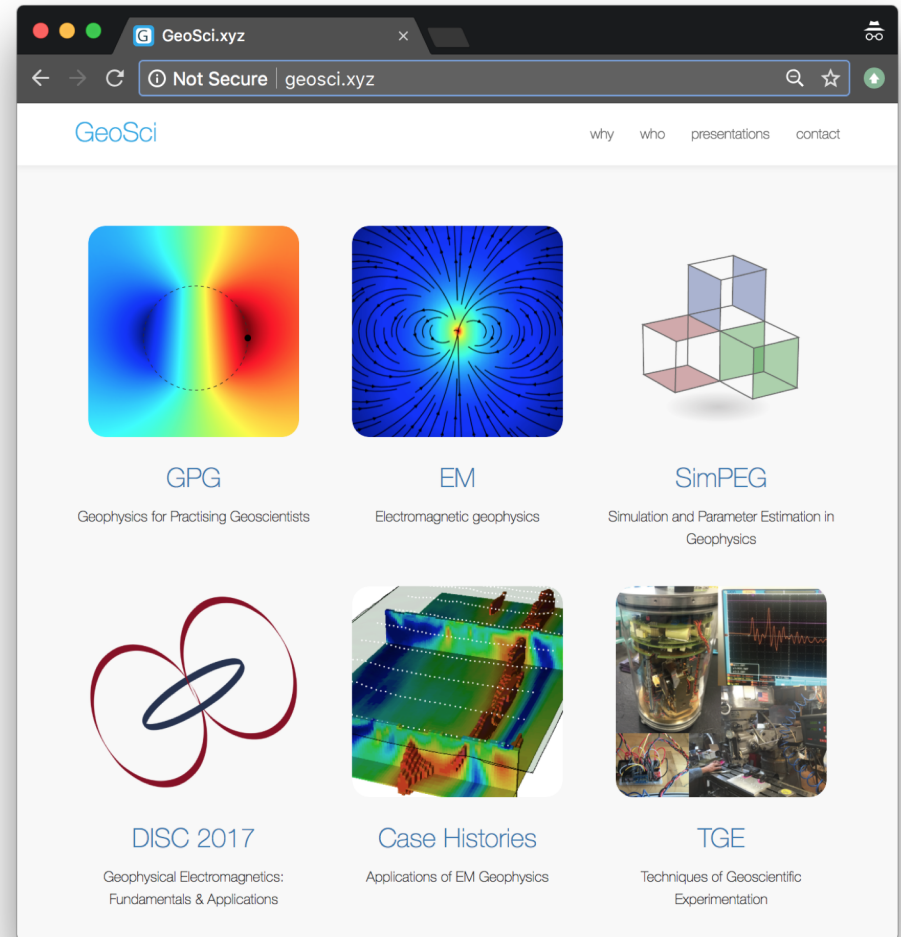 GeoSci.xyz
Not Secure geosci.xyz
GeoSci why who presentations contact
GPG EM SimPEG
Geophysics for Practising Geoscientists Electromagnetic geophysics Simulation and Parameter Estimation in
Geophysics
DISC 2017 Case Histories TGE
Geophysical Electromagnetics: Applications of EM Geophysics Techniques of Geoscientific
Fundamentals & Applications Experimentation